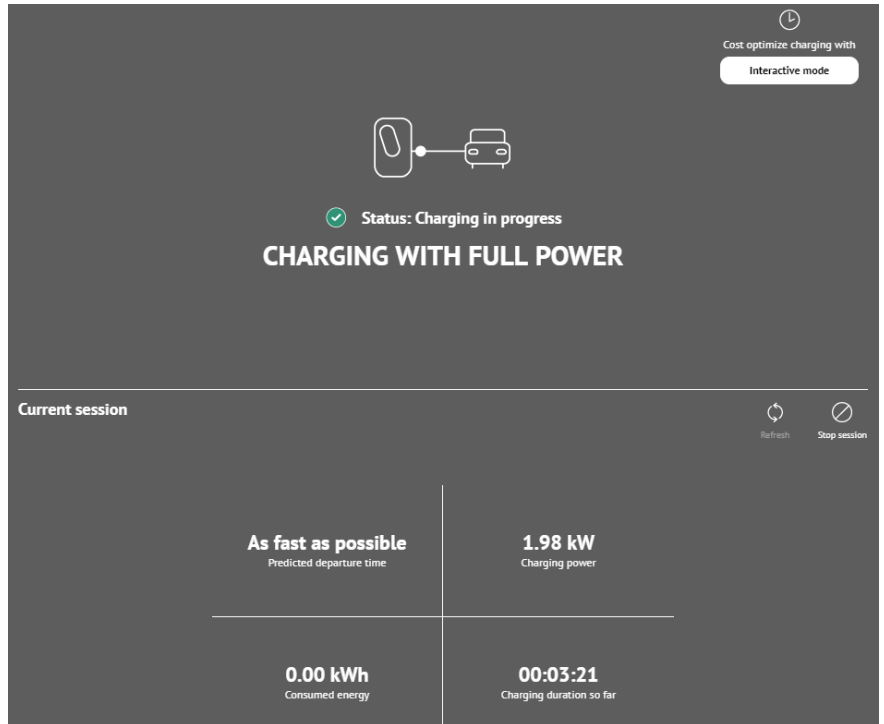 Cost optimize charging with
Interactive mode
Status: Charging in progress
CHARGING WITH FULL POWER
Current session
Refresh
Stop session
As fast as possible
Predicted departure time
1.98 kW
Charging power
0.00 kWh
Consumed energy
00:03:21
Charging duration so far